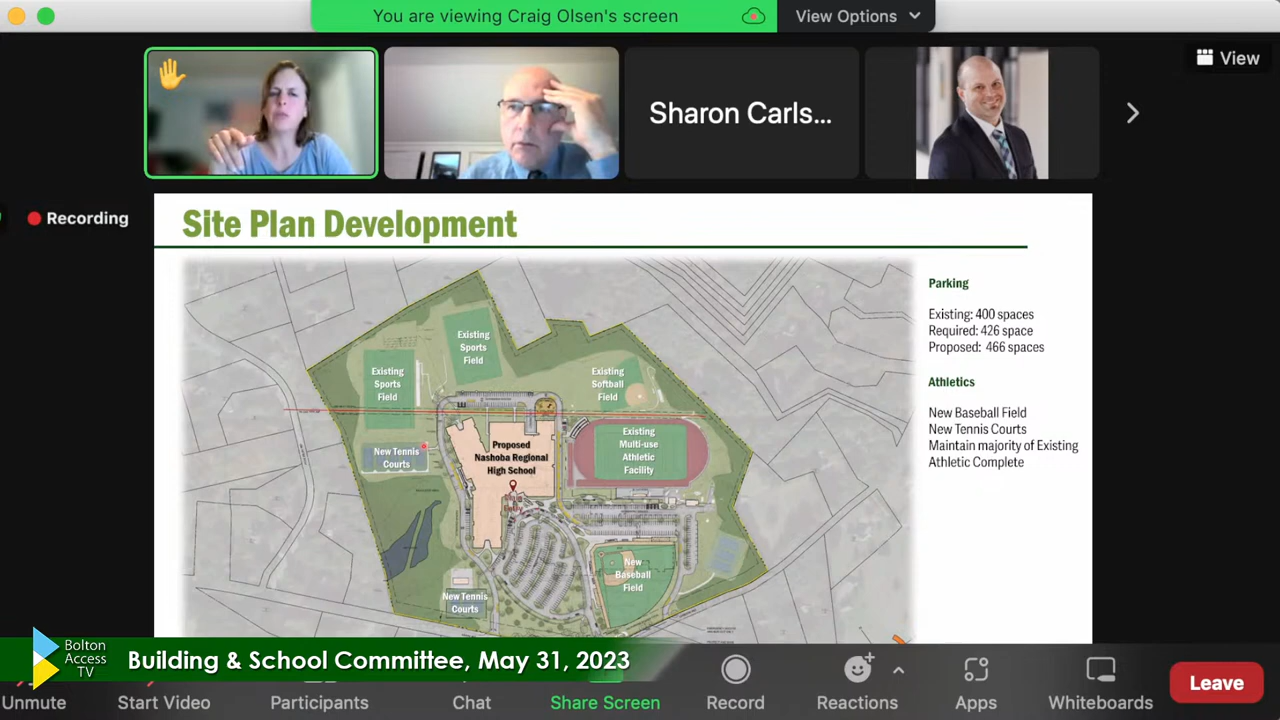 You are viewing Craig Olsen's screen
View Options
View
Sharon Carls...
Recording
Site Plan Development
Parking
Existing: 400 spaces
Required: 426 space
Proposed: 466 spaces
Athletics
New Baseball Field
New Tennis Courts
Maintain majority of Existing
Athletic Complete
Existing
Sports
Field
Existing
Sports
Field
Existing
Softball
Field
New Tennis
Courts
Proposed
Nashoba Regional
High School
Existing
Multi-use
Athletic
Facility
New
Baseball
Field
New Tennis
Courts
Bolton
Access
TV
Building & School Committee, May 31, 2023
Unmute
Start Video
Participants
Chat
Share Screen
Record
Reactions
Apps
Whiteboards
Leave